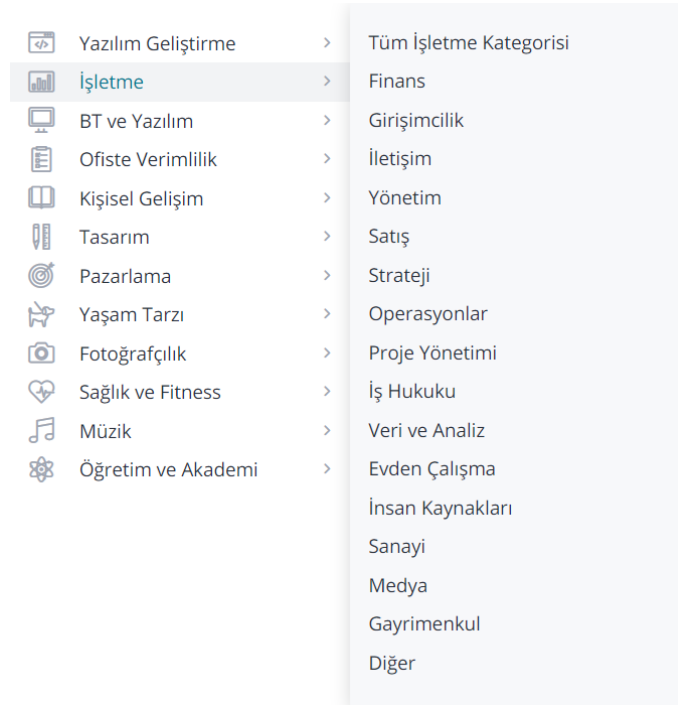 Yazılım Geliştirme
İşletme
BT ve Yazılım
Ofiste Verimlilik
Kişisel Gelişim
Tasarım
Pazarlama
Yaşam Tarzı
Fotoğrafçılık
Sağlık ve Fitness
Müzik
Öğretim ve Akademi
Tüm İşletme Kategorisi
Finans
Girişimcilik
İletişim
Yönetim
Satış
Strateji
Operasyonlar
Proje Yönetimi
İş Hukuku
Veri ve Analiz
Evden Çalışma
İnsan Kaynakları
Sanayi
Medya
Gayrimenkul
Diğer